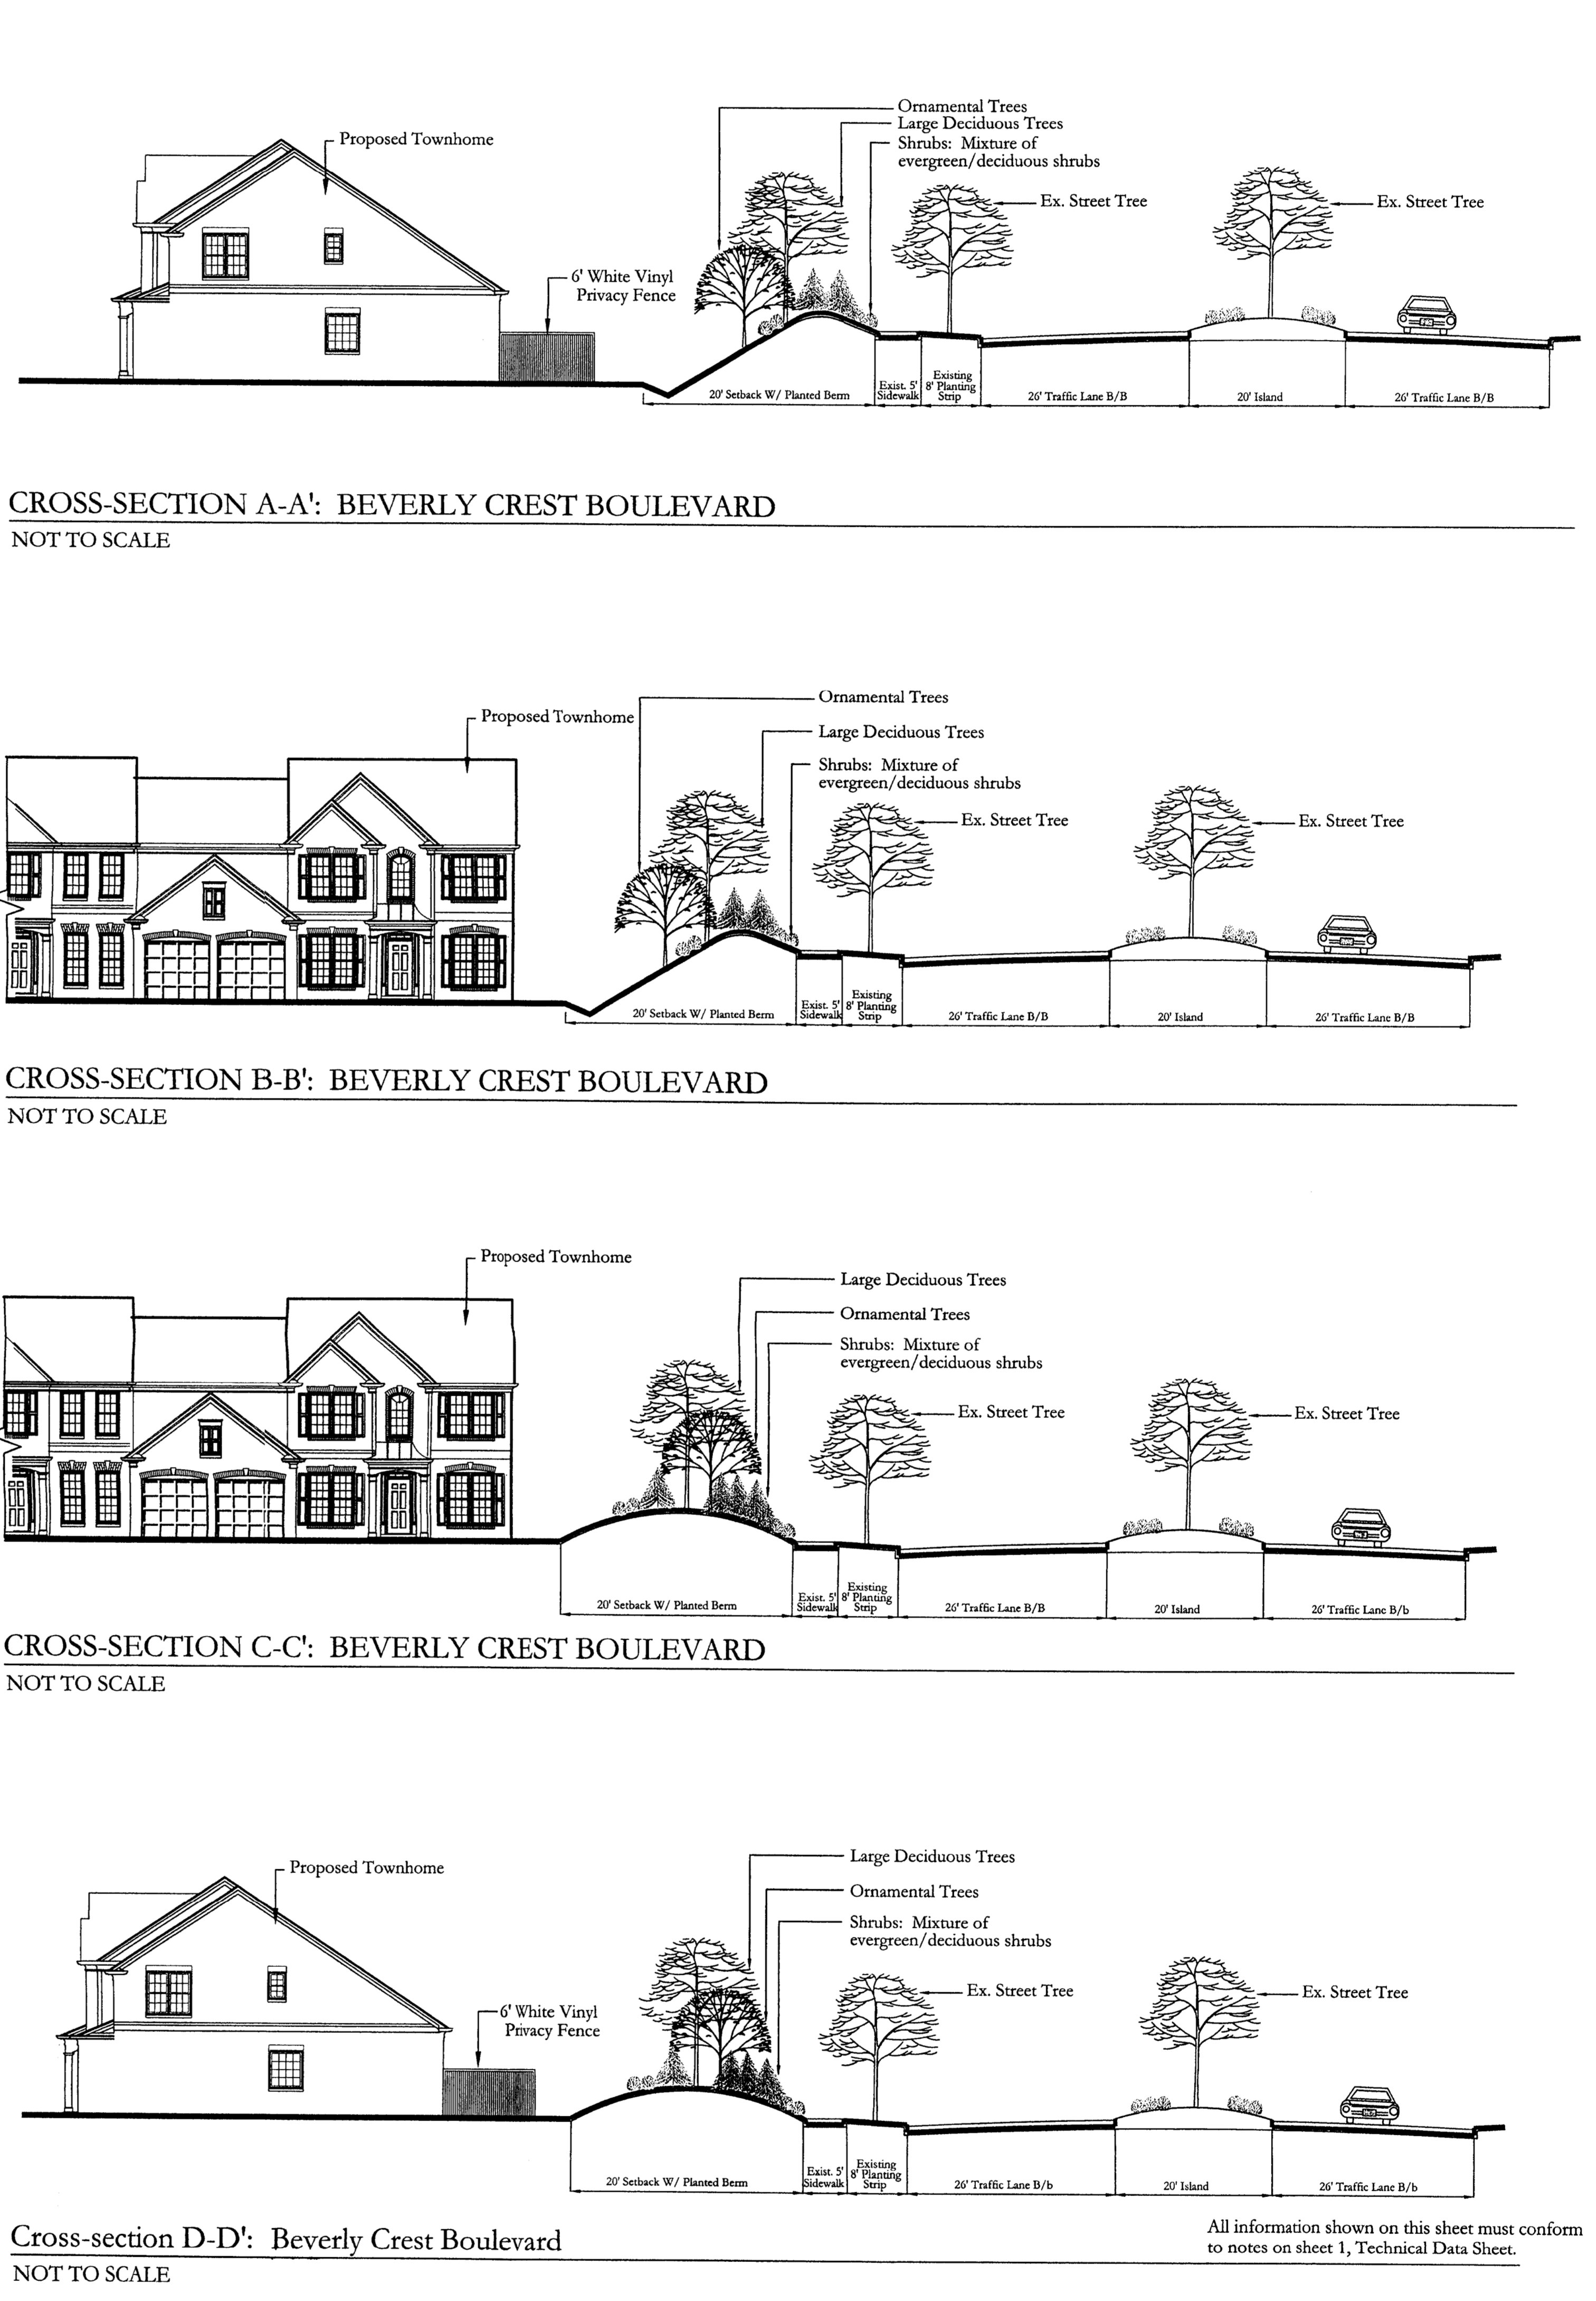 Ornamental Trees
Large Deciduous Trees
Shrubs: Mixture of
evergreen/deciduous shrubs
Proposed Townhome
Ex. Street Tree
Ex. Street Tree
6' White Vinyl
Privacy Fence
20' Setback W/ Planted Berm
Exist. 5'
Sidewalk
Existing
8' Planting
Strip
26' Traffic Lane B/B
20' Island
26' Traffic Lane B/B
CROSS-SECTION A-A': BEVERLY CREST BOULEVARD
NOT TO SCALE
Ornamental Trees
Proposed Townhome
Large Deciduous Trees
Shrubs: Mixture of
evergreen/deciduous shrubs
Ex. Street Tree
Ex. Street Tree
20' Setback W/ Planted Berm
Exist. 5'
Sidewalk
Existing
8' Planting
Strip
26' Traffic Lane B/B
20' Island
26' Traffic Lane B/B
CROSS-SECTION B-B': BEVERLY CREST BOULEVARD
NOT TO SCALE
Proposed Townhome
Large Deciduous Trees
Ornamental Trees
Shrubs: Mixture of
evergreen/deciduous shrubs
Ex. Street Tree
Ex. Street Tree
20' Setback W/ Planted Berm
Exist. 5'
Sidewalk
Existing
8' Planting
Strip
26' Traffic Lane B/B
20' Island
26' Traffic Lane B/b
CROSS-SECTION C-C': BEVERLY CREST BOULEVARD
NOT TO SCALE
Large Deciduous Trees
Proposed Townhome
Ornamental Trees
Shrubs: Mixture of
evergreen/deciduous shrubs
Ex. Street Tree
Ex. Street Tree
6' White Vinyl
Privacy Fence
20' Setback W/ Planted Berm
Exist. 5'
Sidewalk
Existing
8' Planting
Strip
26' Traffic Lane B/b
20' Island
26' Traffic Lane B/b
Cross-section D-D': Beverly Crest Boulevard
NOT TO SCALE
All information shown on this sheet must conform
to notes on sheet 1, Technical Data Sheet.